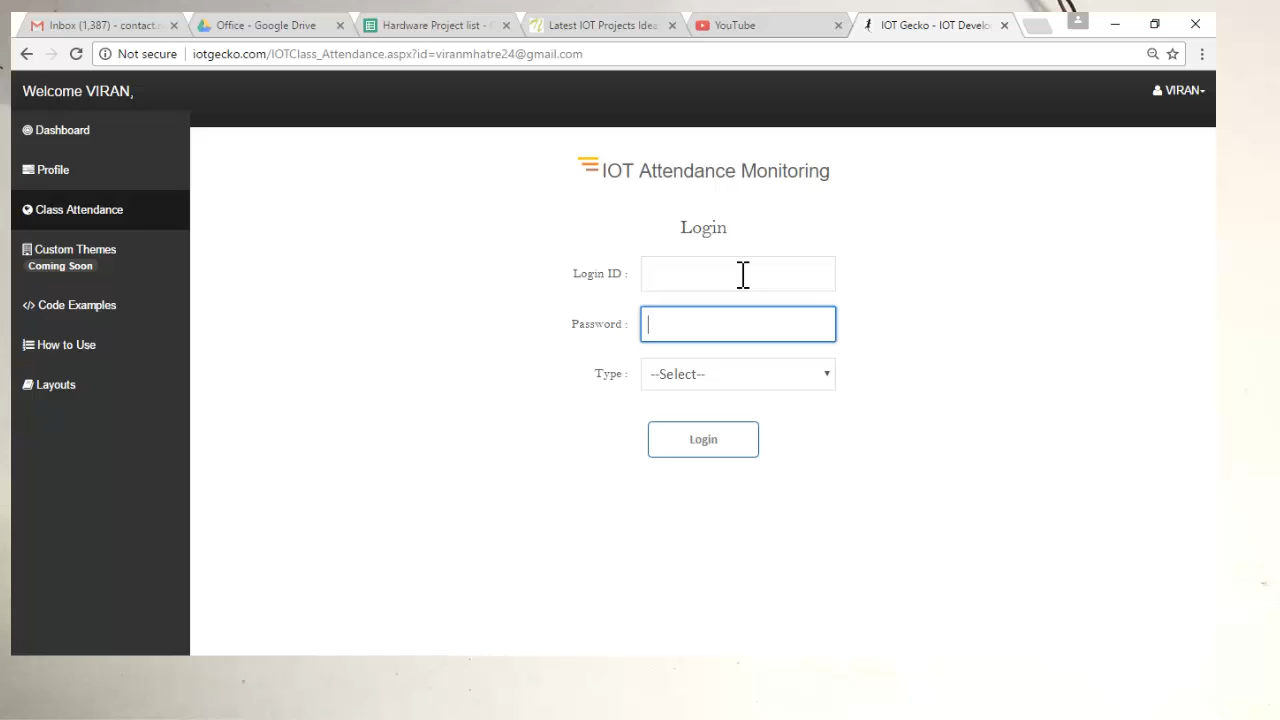 Inbox (1,387) - contact.
Office - Google Drive
Hardware Project list -
Latest IOT Projects Idea
YouTube
IOT Gecko - IOT Develo
Not secure | iotgecko.com/IOTClass_Attendance.aspx?id=viranmhatre24@gmail.com
Welcome VIRAN,
VIRAN
Dashboard
Profile
Class Attendance
Custom Themes
Coming Soon
</> Code Examples
How to Use
Layouts
IOT Attendance Monitoring
Login
Login ID :
Password :
Type :
--Select--
Login